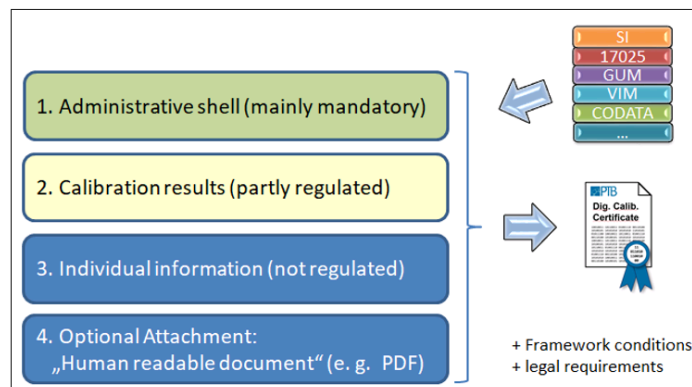 SI
17025
GUM
VIM
CODATA
...
1. Administrative shell (mainly mandatory)
2. Calibration results (partly regulated)
3. Individual information (not regulated)
4. Optional Attachment:
„Human readable document“ (e. g. PDF)
PTB
Dig. Calib.
Certificate
+ Framework conditions
+ legal requirements